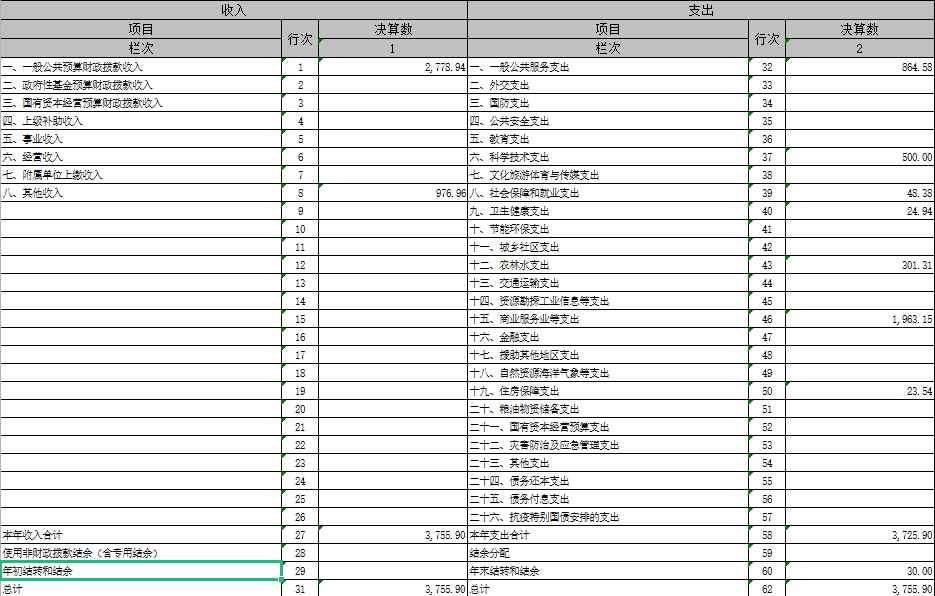 收入 支出
项目 行次 决算数 项目 行次 决算数
栏次 1 栏次 2
一、一般公共预算财政拨款收入 1 2,778.94 一、一般公共服务支出 32 864.58
二、政府性基金预算财政拨款收入 2 二、外交支出 33
三、国有资本经营预算财政拨款收入 3 三、国防支出 34
四、上级补助收入 4 四、公共安全支出 35
五、事业收入 5 五、教育支出 36
六、经营收入 6 六、科学技术支出 37 500.00
七、附属单位上缴收入 7 七、文化旅游体育与传媒支出 38
八、其他收入 8 976.96 八、社会保障和就业支出 39 48.38
9 九、卫生健康支出 40 24.94
10 十、节能环保支出 41
11 十一、城乡社区支出 42
12 十二、农林水支出 43 301.31
13 十三、交通运输支出 44
14 十四、资源勘探工业信息等支出 45
15 十五、商业服务业等支出 46 1,963.15
16 十六、金融支出 47
17 十七、援助其他地区支出 48
18 十八、自然资源海洋气象等支出 49
19 十九、住房保障支出 50 23.54
20 二十、粮油物资储备支出 51
21 二十一、国有资本经营预算支出 52
22 二十二、灾害防治及应急管理支出 53
23 二十三、其他支出 54
24 二十四、债务还本支出 55
25 二十五、债务付息支出 56
26 二十六、抗疫特别国债安排的支出 57
本年收入合计 27 3,755.90 本年支出合计 58 3,725.90
使用非财政拨款结余（含专用结余） 28 结余分配 59
年初结转和结余 29 年末结转和结余 60 30.00
总计 31 3,755.90 总计 62 3,755.90